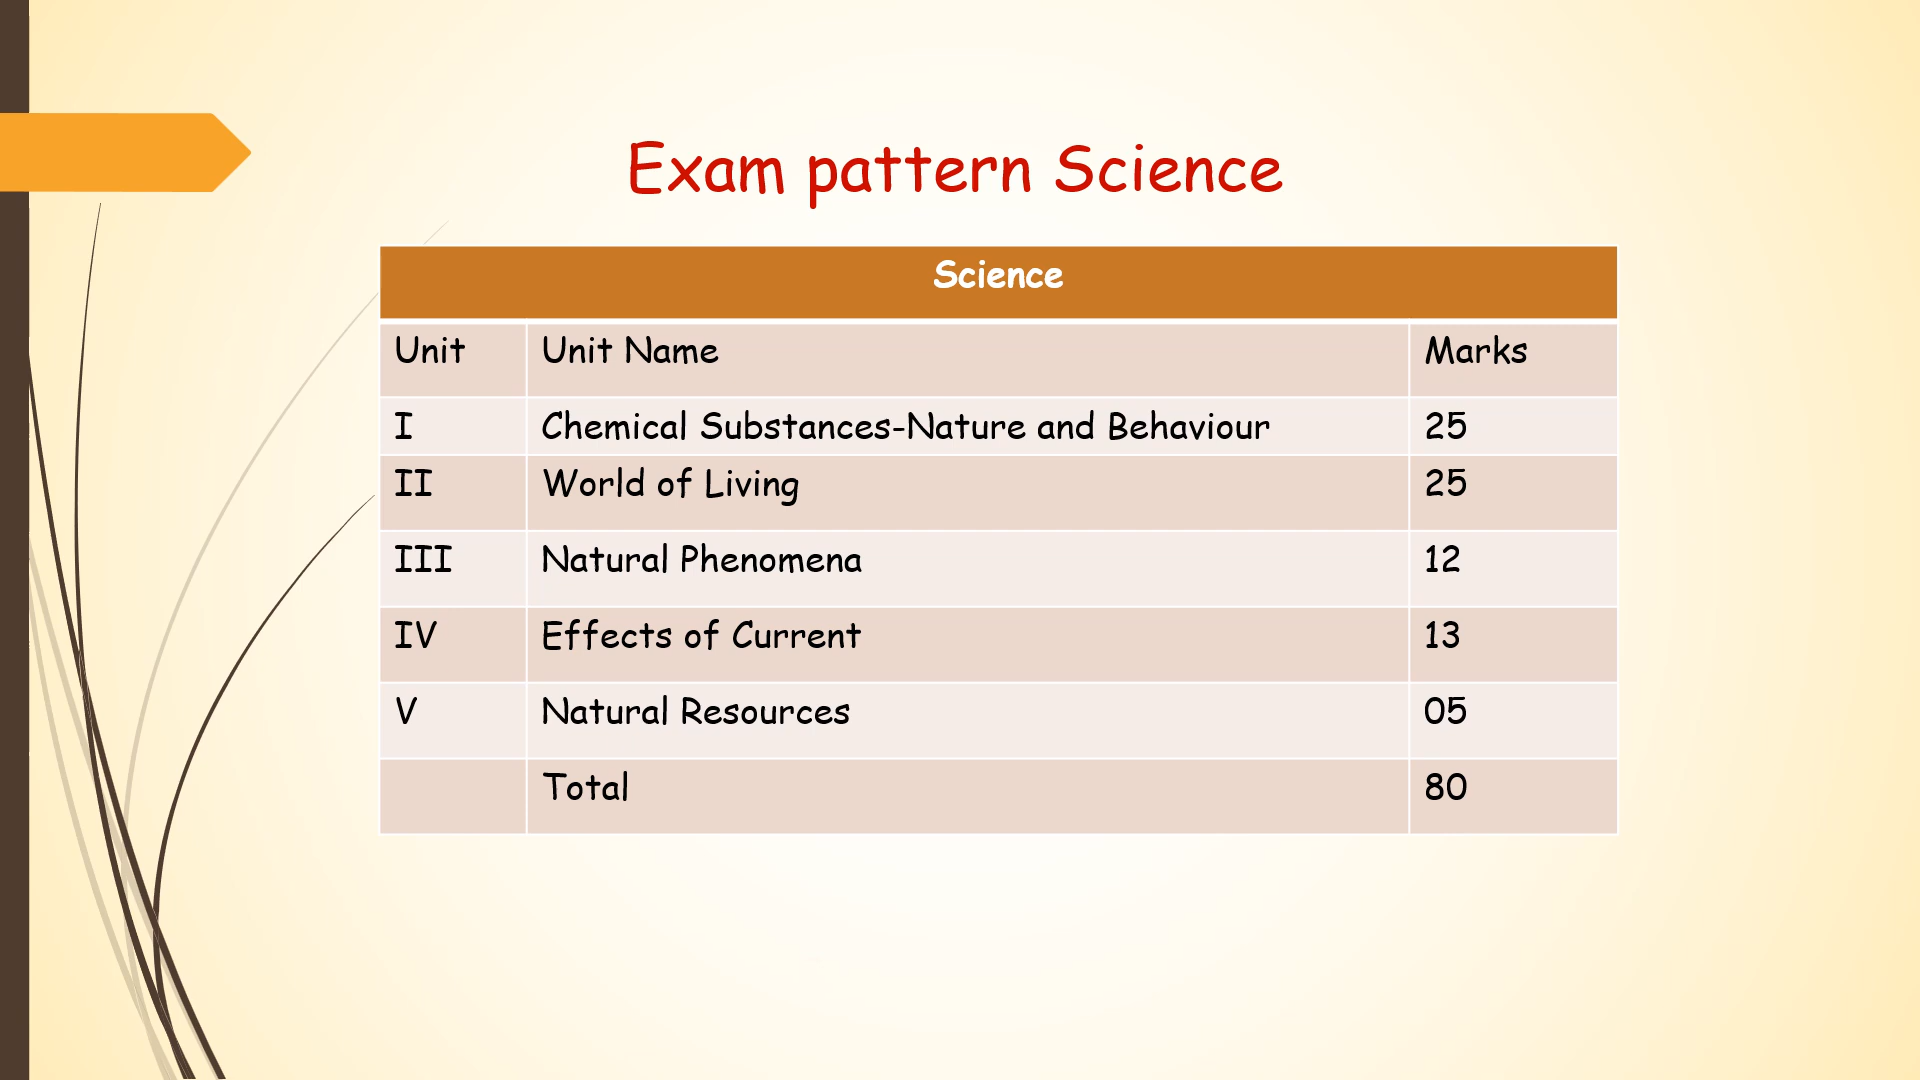 Exam pattern Science
Science
Unit Unit Name Marks
I Chemical Substances-Nature and Behaviour 25
II World of Living 25
III Natural Phenomena 12
IV Effects of Current 13
V Natural Resources 05
Total 80